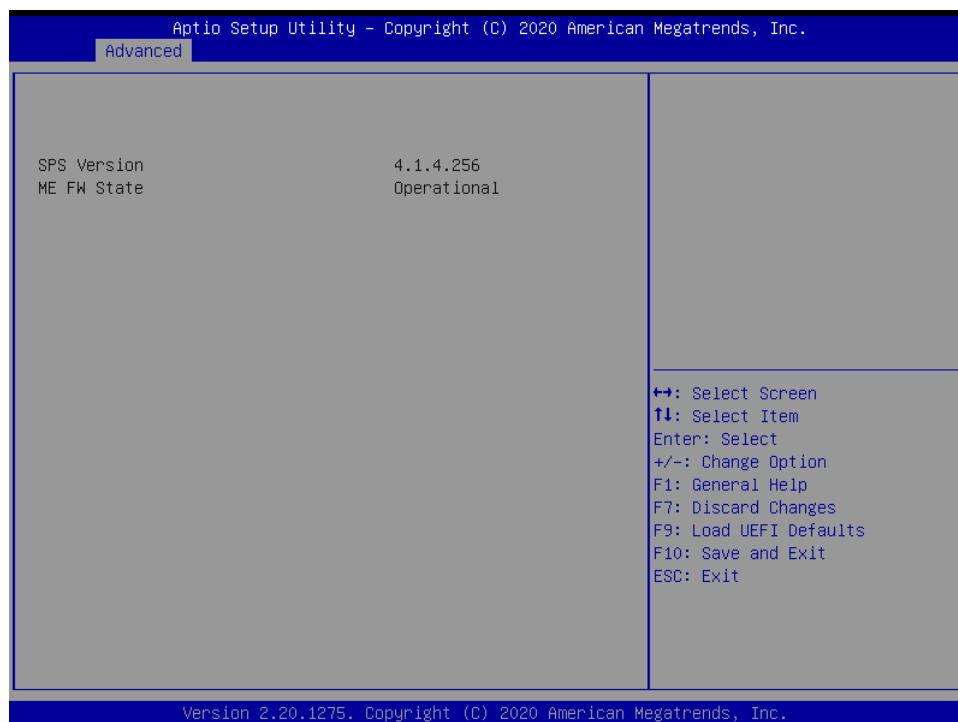 Aptio Setup Utility – Copyright (C) 2020 American Megatrends, Inc.
Advanced
SPS Version 4.1.4.256
ME FW State Operational
↔: Select Screen
↑↓: Select Item
Enter: Select
+/-: Change Option
F1: General Help
F7: Discard Changes
F9: Load UEFI Defaults
F10: Save and Exit
ESC: Exit
Version 2.20.1275. Copyright (C) 2020 American Megatrends, Inc.